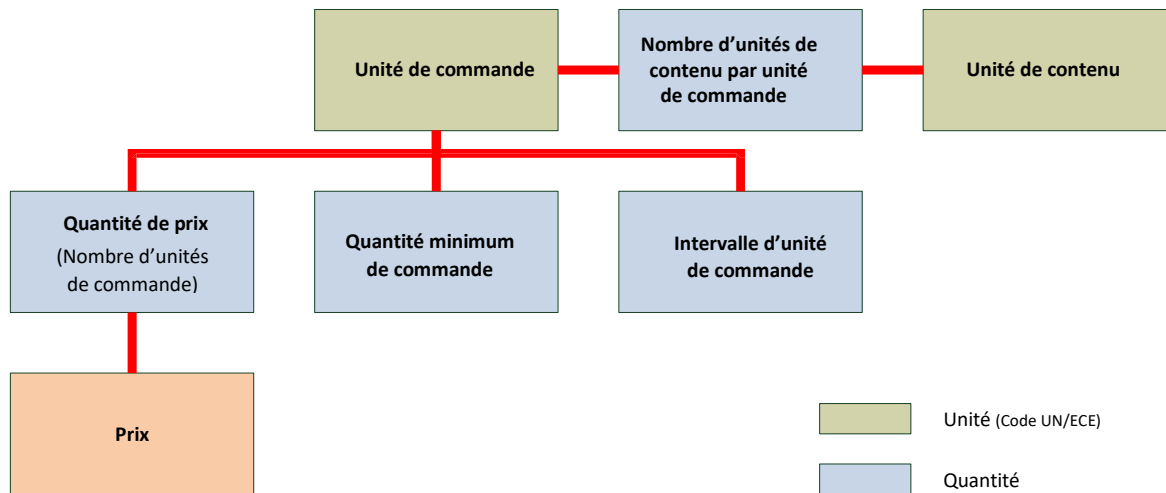 Unité de commande
Nombre d’unités de
contenu par unité
de commande
Unité de contenu
Quantité de prix
(Nombre d’unités
de commande)
Quantité minimum
de commande
Intervalle d’unité
de commande
Prix
Unité (Code UN/ECE)
Quantité